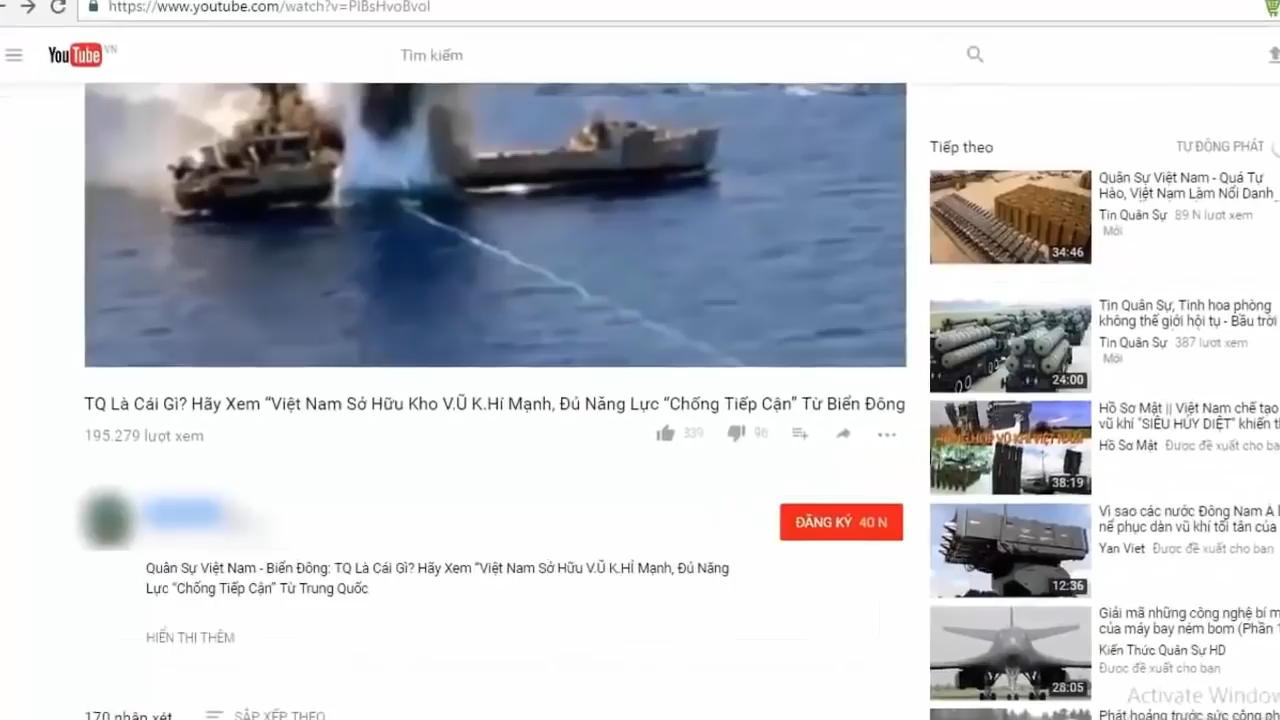 https://www.youtube.com/watch?v=PIBsHvoBvoI
YouTube VN
Tìm kiếm
TQ Là Cái Gì? Hãy Xem “Việt Nam Sở Hữu Kho V.Ũ K.Hí Mạnh, Đủ Năng Lực “Chống Tiếp Cận” Từ Biển Đông
195.279 lượt xem
339
96
ĐĂNG KÝ 40 N
Quân Sự Việt Nam - Biển Đông: TQ Là Cái Gì? Hãy Xem “Việt Nam Sở Hữu V.Ũ K.HÍ Mạnh, Đủ Năng
Lực “Chống Tiếp Cận” Từ Trung Quốc
HIỂN THỊ THÊM
170 nhận xét
SẮP XẾP THEO
Tiếp theo
TỰ ĐỘNG PHÁT
Quân Sự Việt Nam - Quá Tự
Hào, Việt Nam Làm Nổi Danh
Tin Quân Sự 89 N lượt xem
Mới
34:46
Tin Quân Sự, Tinh hoa phòng
không thế giới hội tụ - Bầu trời
Tin Quân Sự 387 lượt xem
Mới
24:00
Hồ Sơ Mật || Việt Nam chế tạo
vũ khí "SIÊU HỦY DIỆT" khiến t
Hồ Sơ Mật Được đề xuất cho bạ
38:19
Vì sao các nước Đông Nam Á l
nể phục dàn vũ khí tối tân của
Yan Viet Được đề xuất cho bạn
12:36
Giải mã những công nghệ bí m
của máy bay ném bom (Phần 1
Kiến Thức Quân Sự HD
Được đề xuất cho bạn
28:05
Activate Window
Phát hoảng trước sức công ph